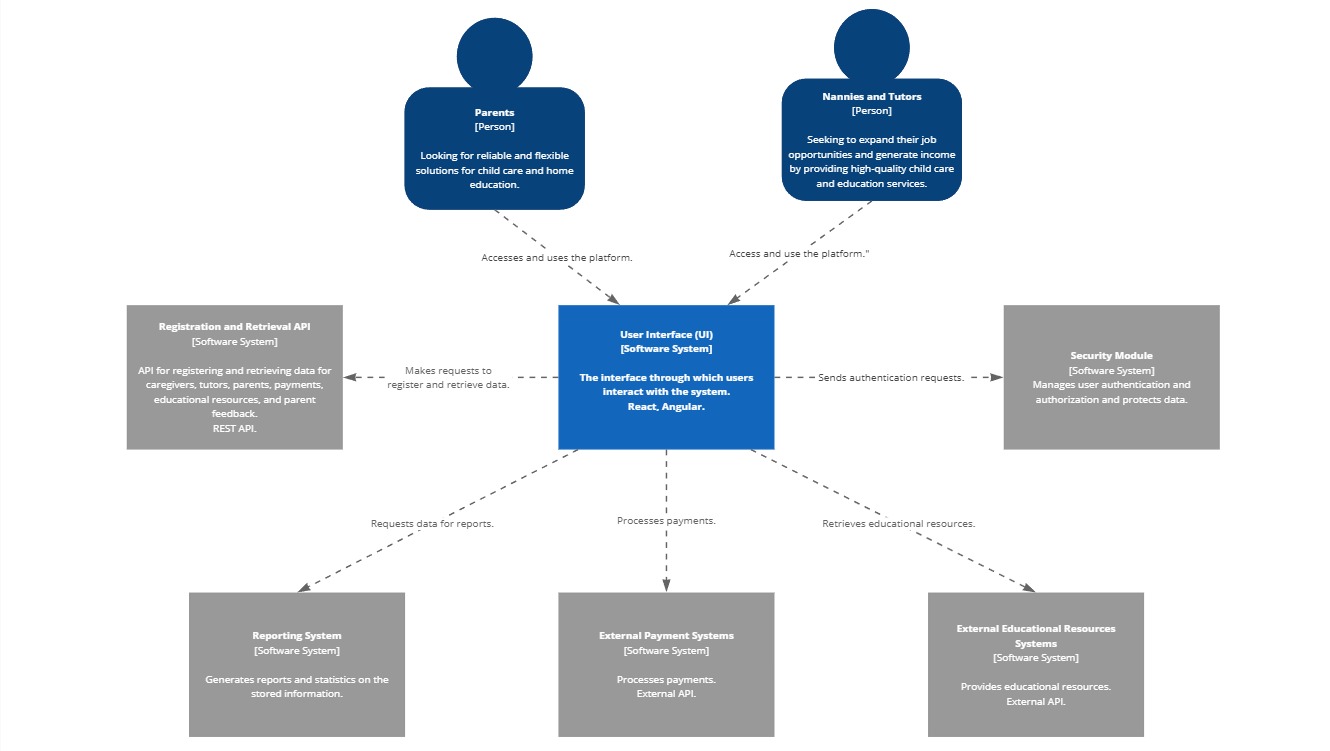 Parents
[Person]
Looking for reliable and flexible
solutions for child care and home
education.
Nannies and Tutors
[Person]
Seeking to expand their job
opportunities and generate income
by providing high-quality child care
and education services.
Accesses and uses the platform.
Access and use the platform."
Registration and Retrieval API
[Software System]
API for registering and retrieving data for
caregivers, tutors, parents, payments,
educational resources, and parent
feedback.
REST API.
Makes requests to
register and retrieve data.
User Interface (UI)
[Software System]
The interface through which users
interact with the system.
React, Angular.
Sends authentication requests.
Security Module
[Software System]
Manages user authentication and
authorization and protects data.
Requests data for reports.
Processes payments.
Retrieves educational resources.
Reporting System
[Software System]
Generates reports and statistics on the
stored information.
External Payment Systems
[Software System]
Processes payments.
External API.
External Educational Resources
Systems
[Software System]
Provides educational resources.
External API.